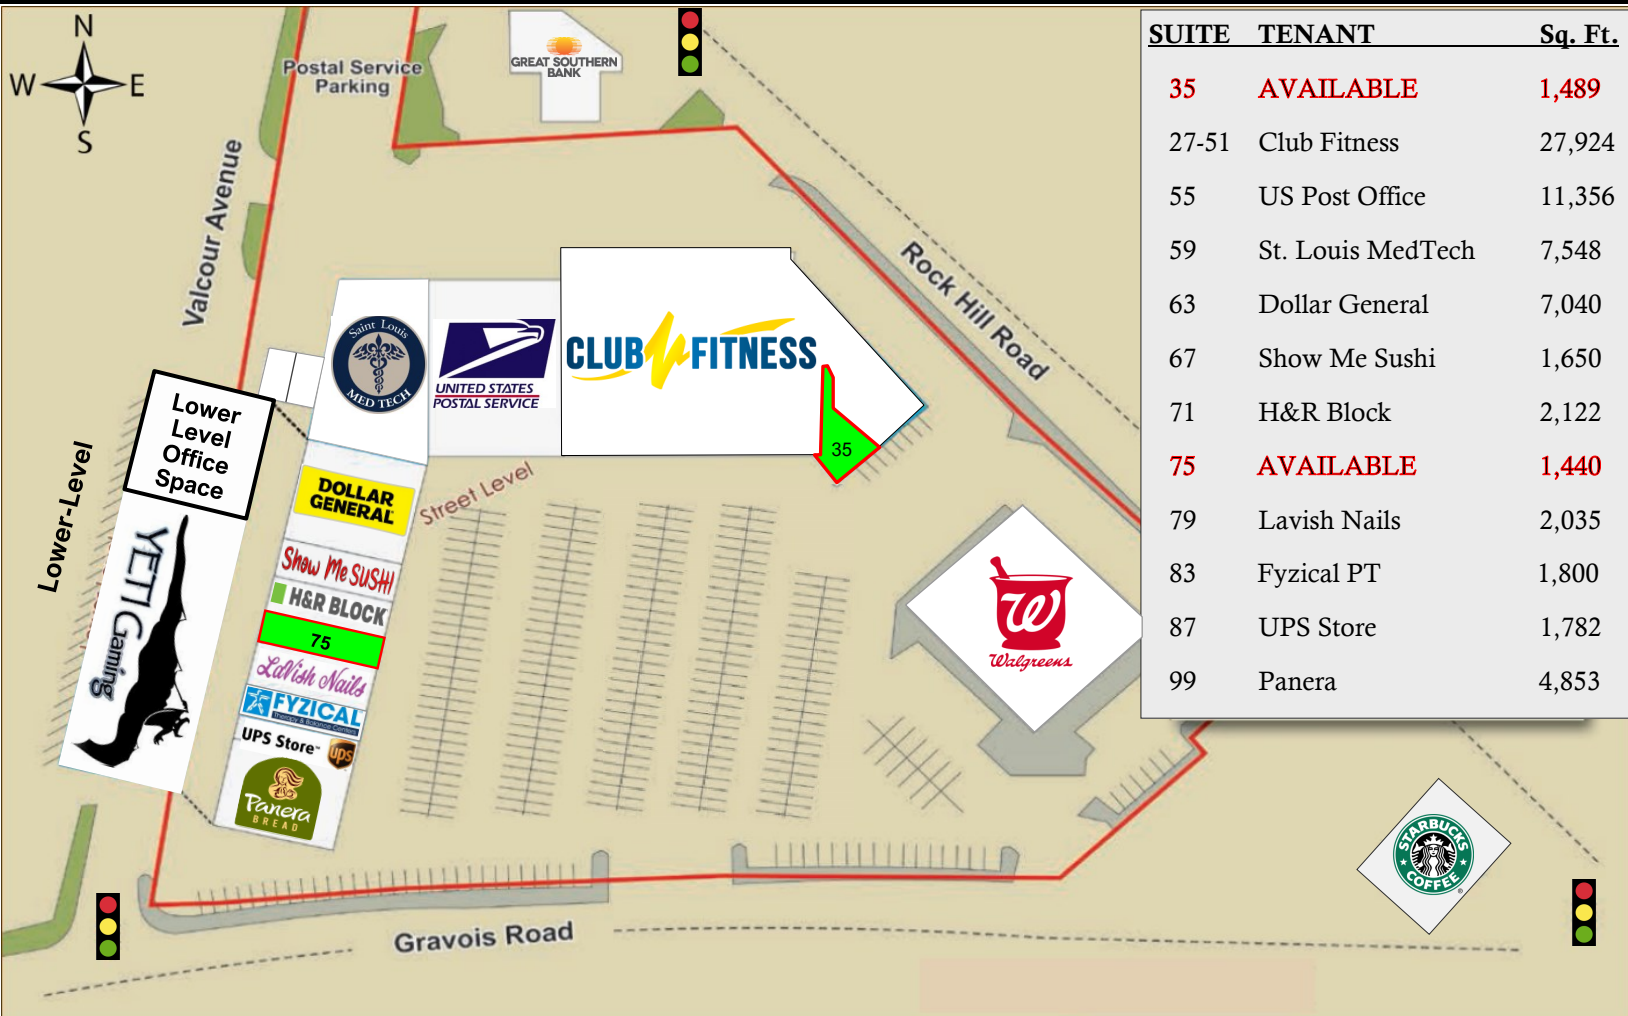 N
W E
S
Postal Service
Parking
GREAT SOUTHERN
BANK
Valcour Avenue
Rock Hill Road
Saint Louis
MED TECH
UNITED STATES
POSTAL SERVICE
CLUB FITNESS
35
Lower
Level
Office
Space
Lower-Level
YETI Gaming
Street Level
DOLLAR
GENERAL
Show Me SUSHI
H&R BLOCK
75
LaVish Nails
FYZICAL
Therapy & Balance Centers
UPS Store™
ups
Panera
BREAD
W
Walgreens
STARBUCKS
COFFEE
®
Gravois Road
SUITE TENANT Sq. Ft.
35 AVAILABLE 1,489
27-51 Club Fitness 27,924
55 US Post Office 11,356
59 St. Louis MedTech 7,548
63 Dollar General 7,040
67 Show Me Sushi 1,650
71 H&R Block 2,122
75 AVAILABLE 1,440
79 Lavish Nails 2,035
83 Fyzical PT 1,800
87 UPS Store 1,782
99 Panera 4,853